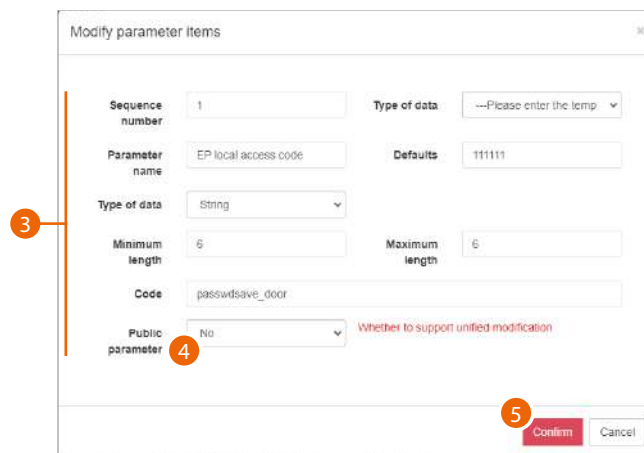 Modify parameter items
×
Sequence number
1
Type of data
---Please enter the temp
Parameter name
EP local access code
Defaults
111111
3
Type of data
String
Minimum length
6
Maximum length
6
Code
passwdsave_door
Public parameter
No
Whether to support unified modification
4
5
Confirm
Cancel